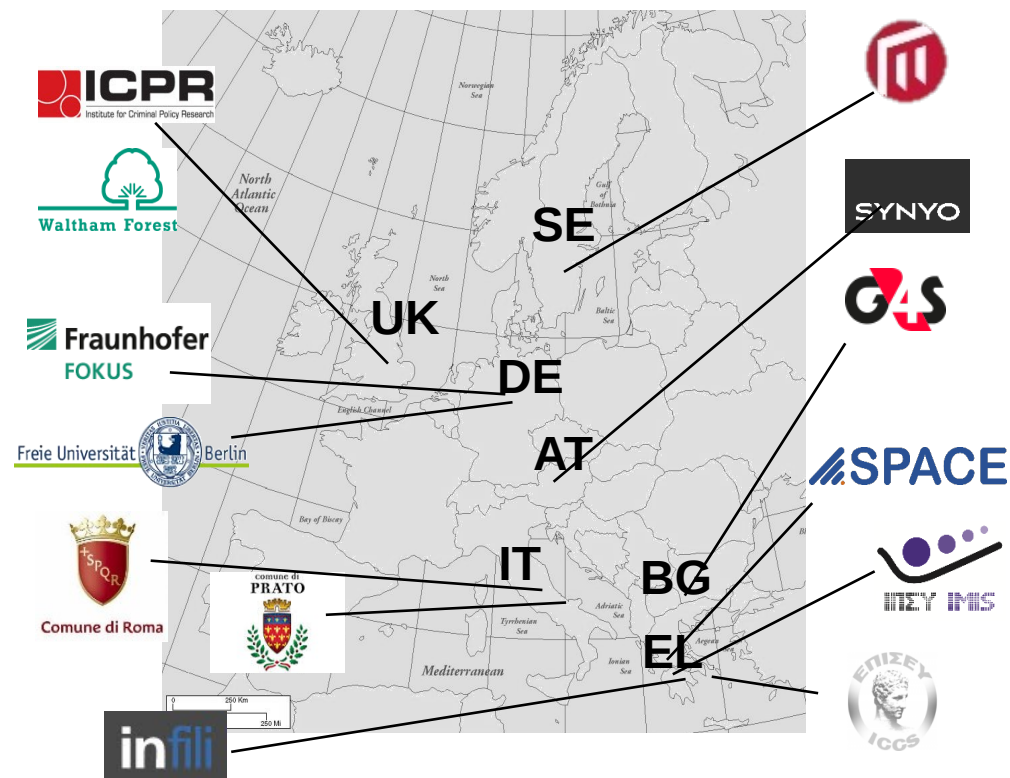 ICPR
Institute for Criminal Policy Research
Waltham Forest
Fraunhofer
FOKUS
Freie Universität Berlin
SPQR
Comune di Roma
comune di
PRATO
infili
Norwegian
Sea
North
Atlantic
Ocean
Gulf
of
Bothnia
SE
North
Sea
Baltic
Sea
UK
DE
English Channel
AT
Bay of Biscay
IT
BG
Adriatic
Sea
Tyrrhenian
Sea
EL
Aegean
Sea
Ionian
Sea
Mediterranean
0 250 Km
250 Mi
SYNYO
G4S
SPACE
ΙΠΣΥ IMIS
ΕΠΙΣΕΥ
ICCS